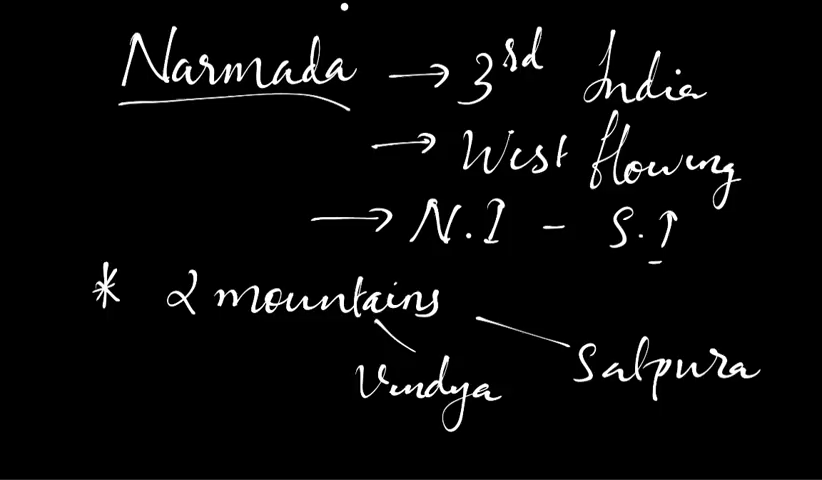 Narmada → 3rd India
→ West flowing
→ N.I - S.I
* 2 mountains
Vindya Satpura